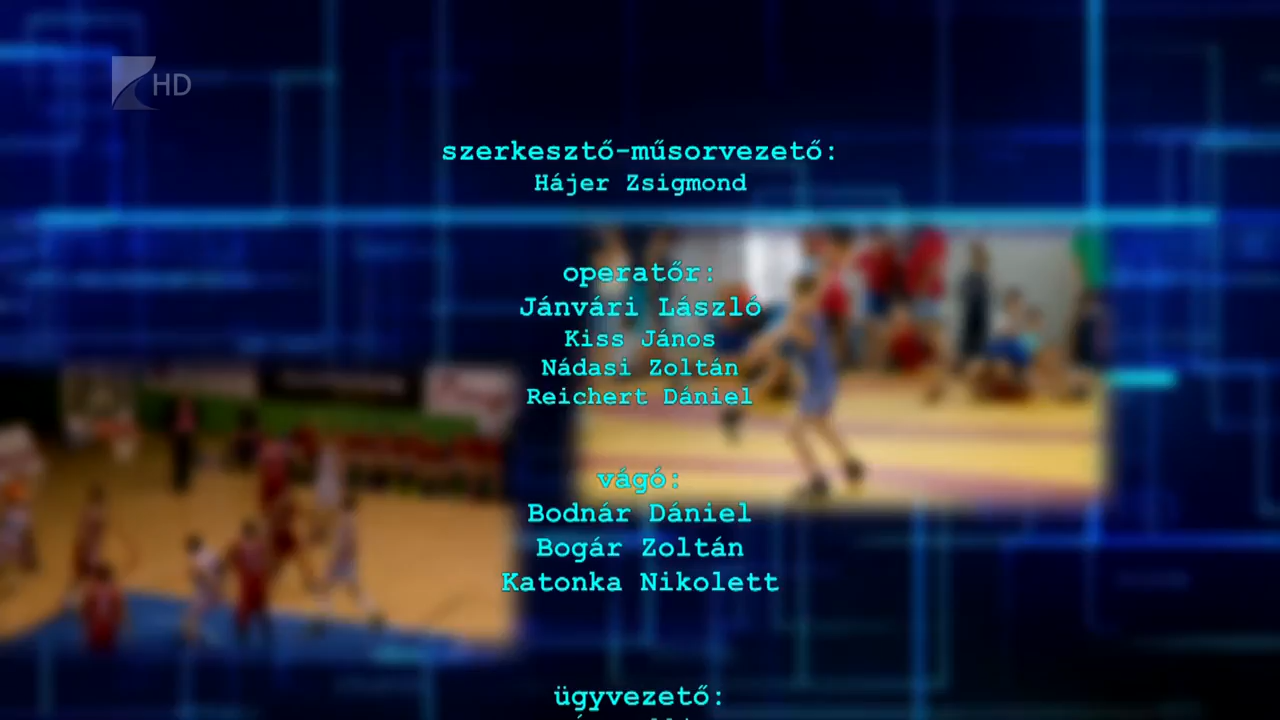 HD
szerkesztő-műsorvezető:
Hájer Zsigmond
operatőr:
Jánvári László
Kiss János
Nádasi Zoltán
Reichert Dániel
vágó:
Bodnár Dániel
Bogár Zoltán
Katonka Nikolett
ügyvezető: